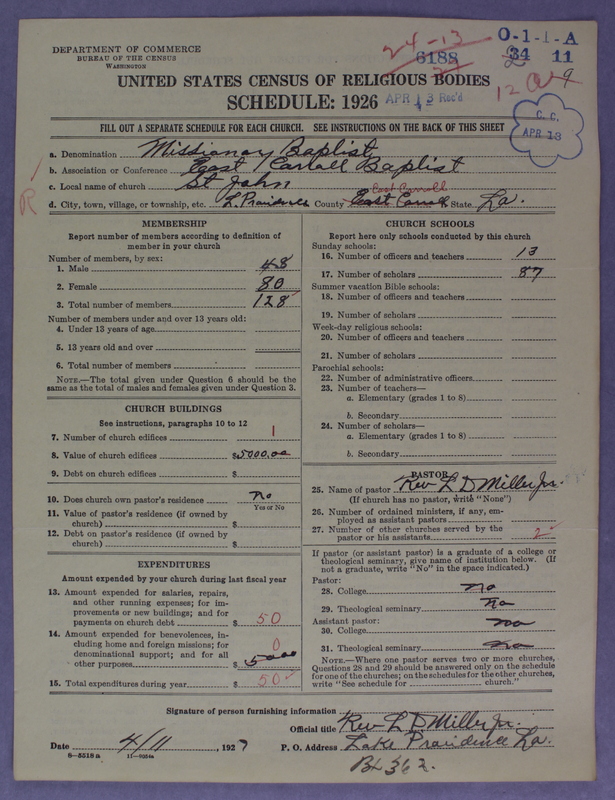 DEPARTMENT OF COMMERCE
BUREAU OF THE CENSUS
WASHINGTON
24-13
6188
O-1-1-A
34 11
9
UNITED STATES CENSUS OF RELIGIOUS BODIES
SCHEDULE: 1926
APR 13 Rec'd
12
C. C.
APR 13
FILL OUT A SEPARATE SCHEDULE FOR EACH CHURCH. SEE INSTRUCTIONS ON THE BACK OF THIS SHEET
a. Denomination Missionary Baptist
b. Association or Conference East Carroll Baptist
c. Local name of church St John
East Carroll
d. City, town, village, or township, etc. L. Providence County East Carroll State La.
R
MEMBERSHIP
Report number of members according to definition of
member in your church
Number of members, by sex:
1. Male 48
2. Female 80
3. Total number of members 128
Number of members under and over 13 years old:
4. Under 13 years of age
5. 13 years old and over
6. Total number of members
NOTE.—The total given under Question 6 should be the
same as the total of males and females given under Question 3.
CHURCH BUILDINGS
See instructions, paragraphs 10 to 12
7. Number of church edifices 1
8. Value of church edifices $5000.00
9. Debt on church edifices $
10. Does church own pastor's residence No
Yes or No
11. Value of pastor's residence (if owned by
church) $
12. Debt on pastor's residence (if owned by
church) $
EXPENDITURES
Amount expended by your church during last fiscal year
13. Amount expended for salaries, repairs,
and other running expenses; for im-
provements or new buildings; and for
payments on church debt $ 50
14. Amount expended for benevolences, in-
cluding home and foreign missions; for
denominational support; and for all
other purposes $ 5000
0
15. Total expenditures during year $ 50
CHURCH SCHOOLS
Report here only schools conducted by this church
Sunday schools:
16. Number of officers and teachers 13
17. Number of scholars 87
Summer vacation Bible schools:
18. Number of officers and teachers
19. Number of scholars
Week-day religious schools:
20. Number of officers and teachers
21. Number of scholars
Parochial schools:
22. Number of administrative officers
23. Number of teachers—
a. Elementary (grades 1 to 8)
b. Secondary
24. Number of scholars—
a. Elementary (grades 1 to 8)
b. Secondary
PASTOR
25. Name of pastor Rev L D Miller Jr.
(If church has no pastor, write "None")
26. Number of ordained ministers, if any, em-
ployed as assistant pastors
27. Number of other churches served by the
pastor or his assistants 2
If pastor (or assistant pastor) is a graduate of a college or
theological seminary, give name of institution below. (If
not a graduate, write "No" in the space indicated.)
Pastor:
28. College no
29. Theological seminary no
Assistant pastor:
30. College no
31. Theological seminary no
NOTE.—Where one pastor serves two or more churches,
Questions 28 and 29 should be answered only on the schedule
for one of the churches; on the schedules for the other churches,
write "See schedule for church."
Signature of person furnishing information
Official title Rev L D Miller Jr.
Date 4/11, 1927 P. O. Address Lake Providence La.
8-5518a 11-9054a
Bx 362.